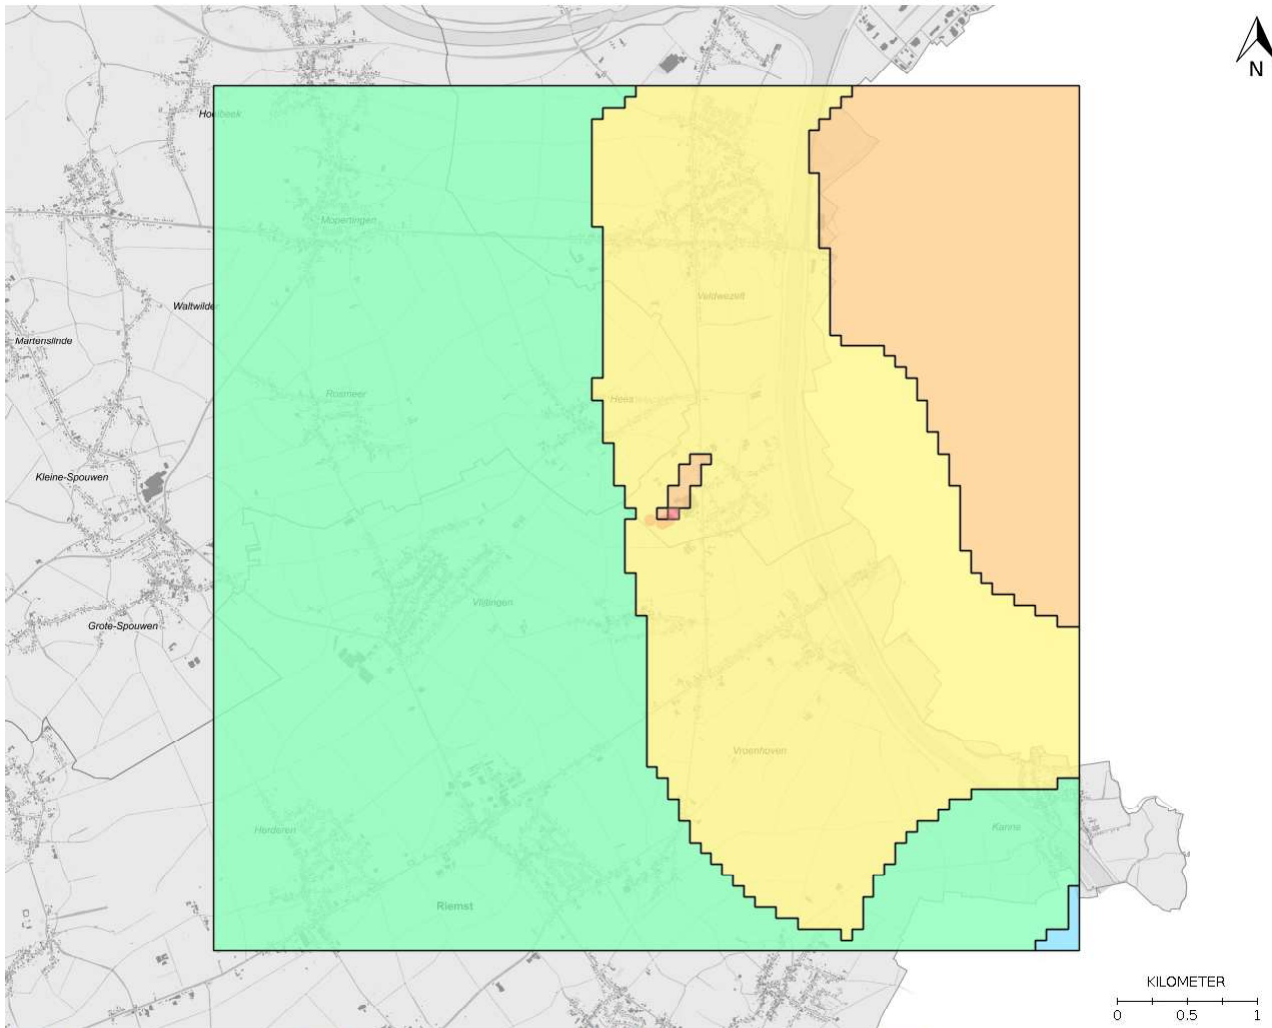 N
Hoelbeek
Mopertingen
Veldwezelt
Waltwilder
Martenslinde
Rosmeer
Hees
Kleine-Spouwen
Vlijtingen
Grote-Spouwen
Vroenhoven
Herderen
Kanne
Riemst
KILOMETER
0 0.5 1